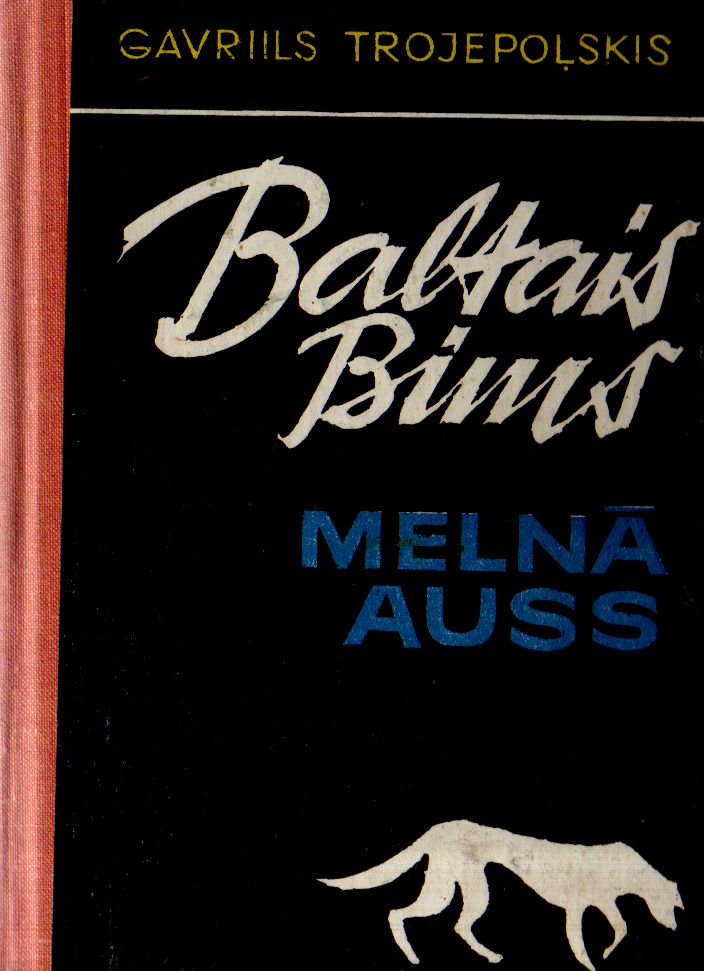 GAVRIILS TROJEPOĻSKIS
Baltais
Bims
MELNĀ
AUSS